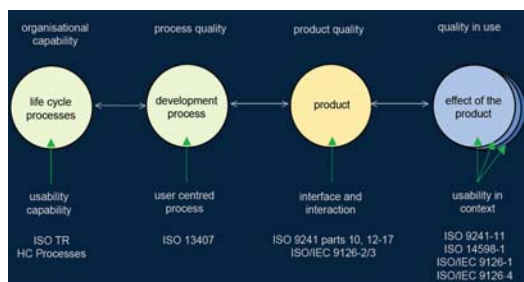 organisational
capability
process quality
product quality
quality in use
life cycle
processes
development
process
product
effect of the
product
usability
capability
user centred
process
interface and
interaction
usability in
context
ISO TR
HC Processes
ISO 13407
ISO 9241 parts 10, 12-17
ISO/IEC 9126-2/3
ISO 9241-11
ISO 14598-1
ISO/IEC 9126-1
ISO/IEC 9126-4